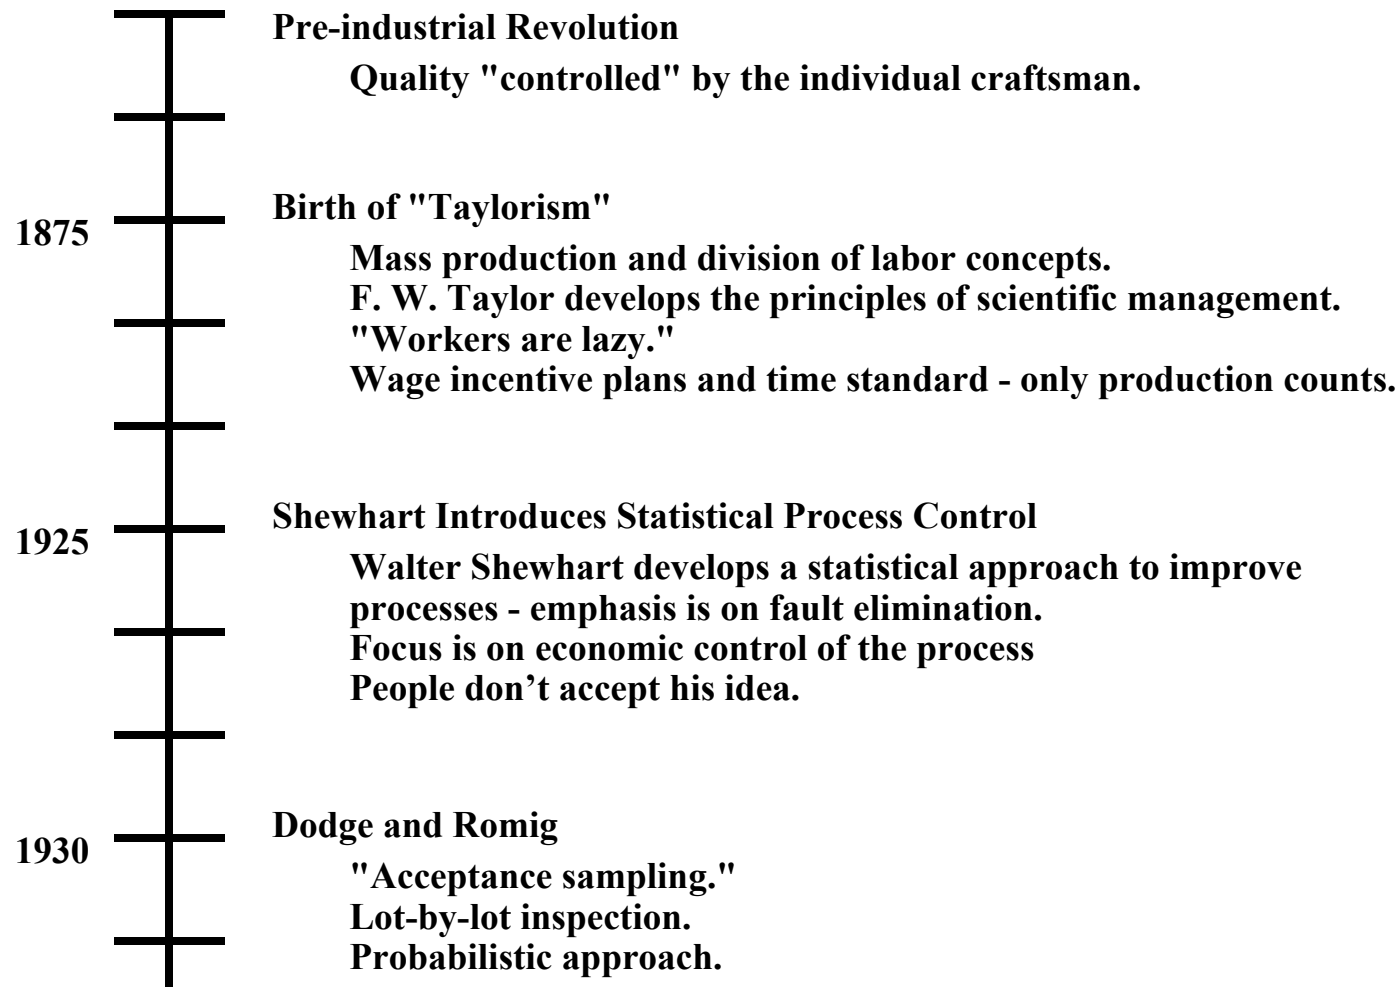 Pre-industrial Revolution
Quality "controlled" by the individual craftsman.
1875
Birth of "Taylorism"
Mass production and division of labor concepts.
F. W. Taylor develops the principles of scientific management.
"Workers are lazy."
Wage incentive plans and time standard - only production counts.
1925
Shewhart Introduces Statistical Process Control
Walter Shewhart develops a statistical approach to improve
processes - emphasis is on fault elimination.
Focus is on economic control of the process
People don’t accept his idea.
1930
Dodge and Romig
"Acceptance sampling."
Lot-by-lot inspection.
Probabilistic approach.